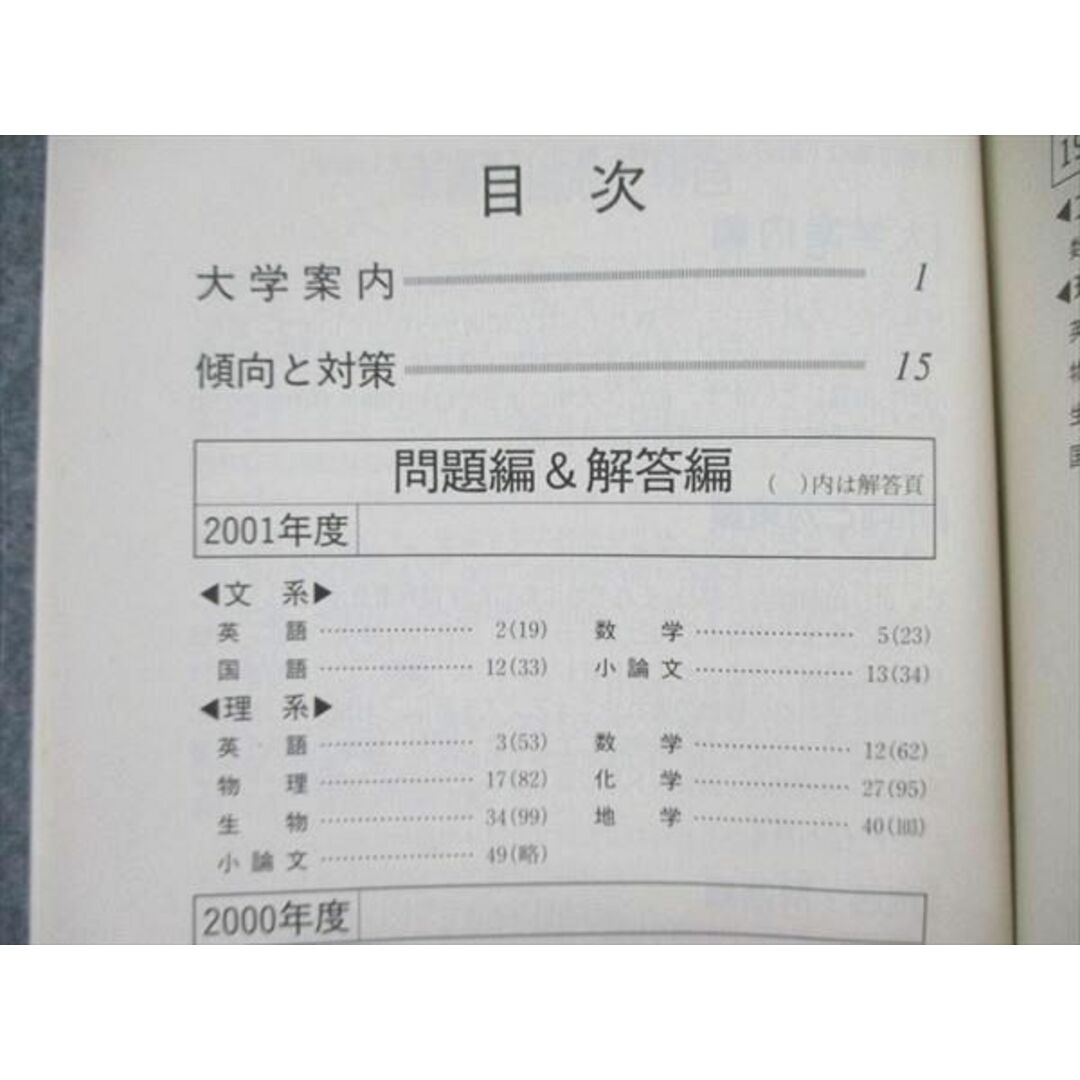 目 次
大学案内 1
傾向と対策 15
問題編&解答編 ( )内は解答頁
2001年度
◀文 系▶
英 語 ………………… 2(19) 数 学 ………………… 5(23)
国 語 ………………… 12(33) 小論文 ………………… 13(34)
◀理 系▶
英 語 ………………… 3(53) 数 学 ………………… 12(62)
物 理 ………………… 17(82) 化 学 ………………… 27(95)
生 物 ………………… 34(99) 地 学 ………………… 40(103)
小論文 ………………… 49(略)
2000年度